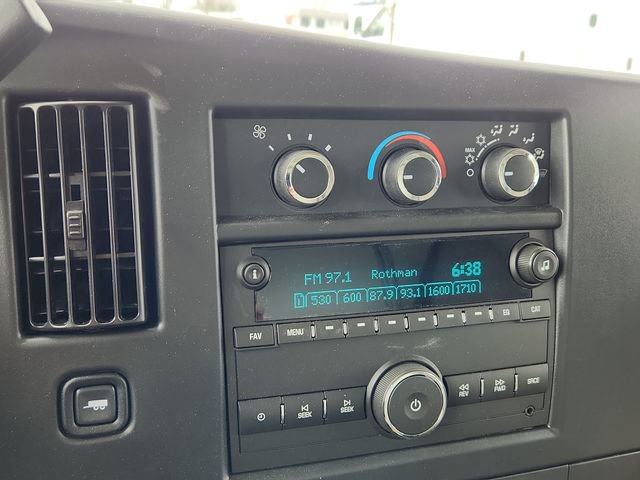 MAX
i
FM 97.1 Rothman 6:38
1 530 600 87.9 93.1 1600 1710
FAV MENU EQ CAT
SEEK SEEK REV FWD SRCE